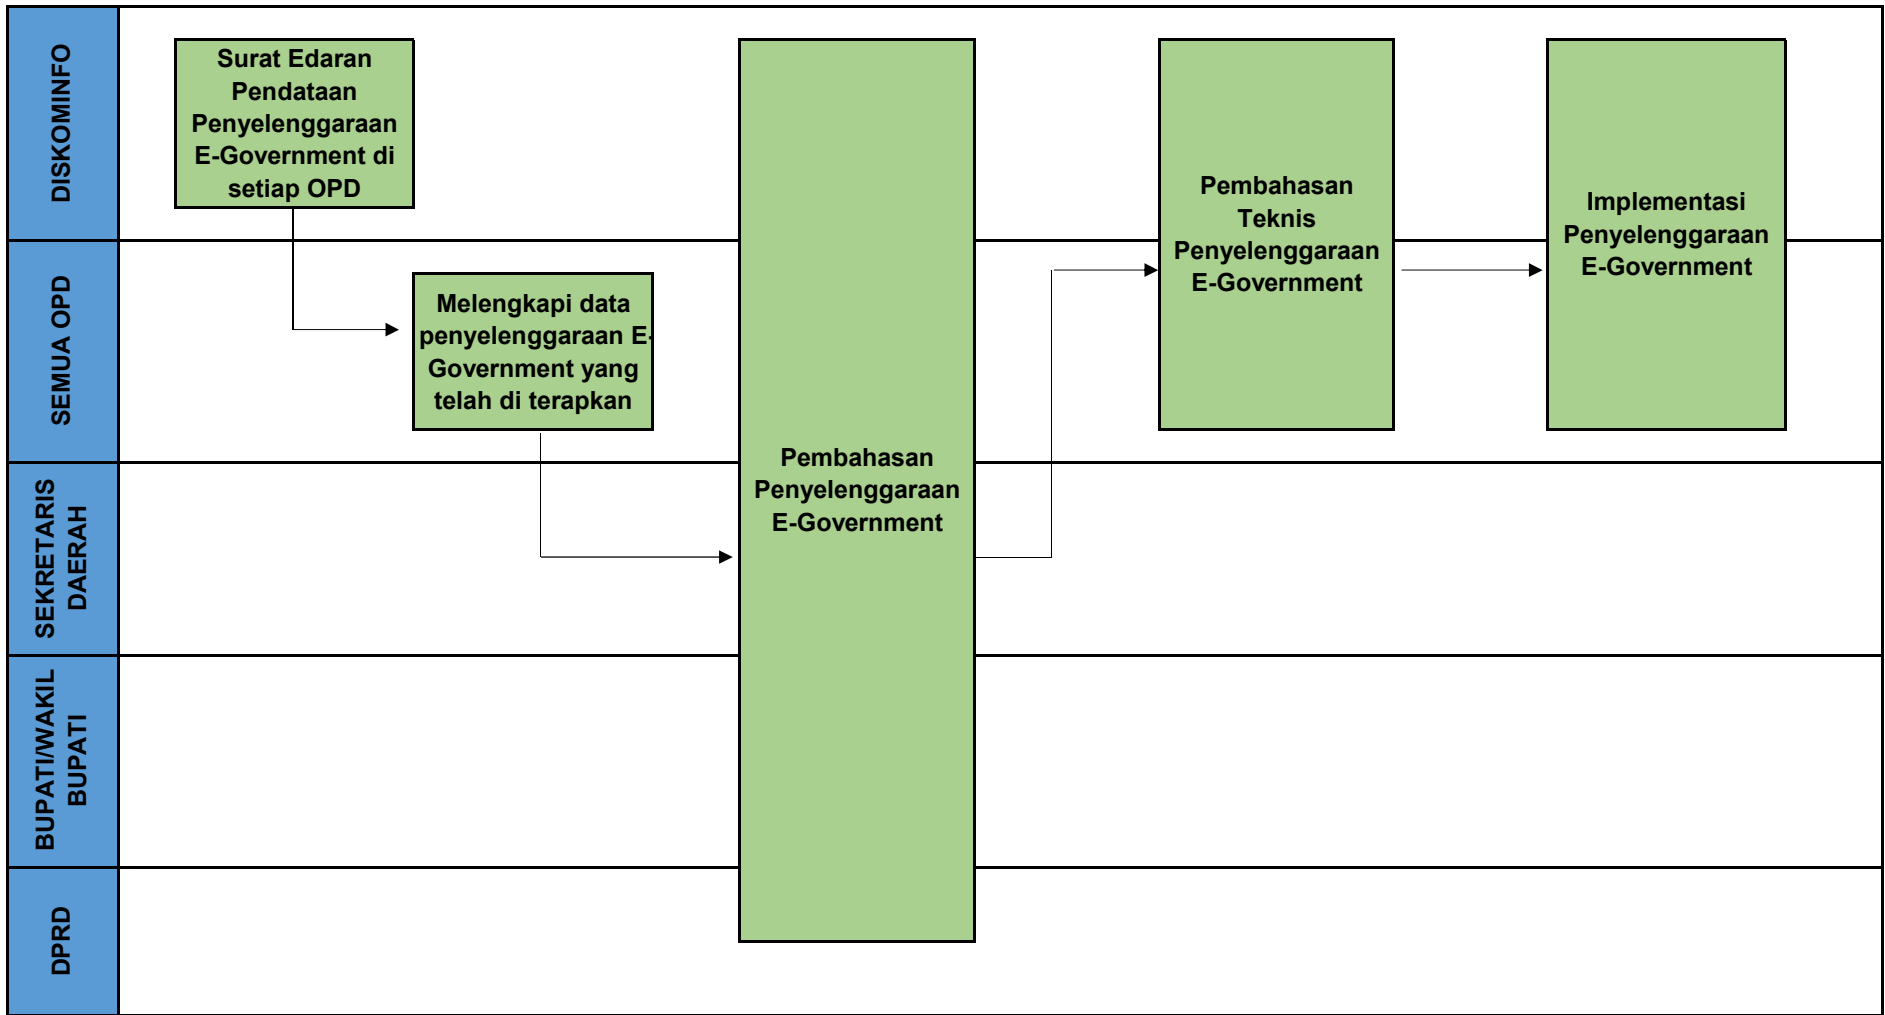 DISKOMINFO
Surat Edaran
Pendataan
Penyelenggaraan
E-Government di
setiap OPD
Pembahasan
Teknis
Penyelenggaraan
E-Government
Implementasi
Penyelenggaraan
E-Government
SEMUA OPD
Melengkapi data
penyelenggaraan E-
Government yang
telah di terapkan
Pembahasan
Penyelenggaraan
E-Government
SEKRETARIS
DAERAH
BUPATI/WAKIL
BUPATI
DPRD